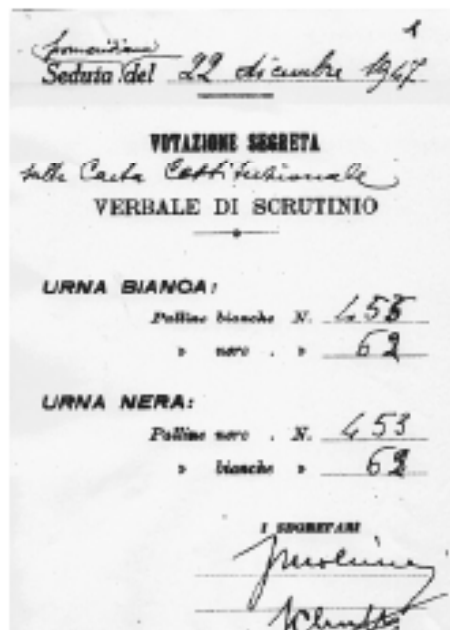 1
pomeridiana
Seduta del 22 dicembre 1947
VOTAZIONE SEGRETA
sulla Carta Costituzionale
VERBALE DI SCRUTINIO
URNA BIANCA:
Palline bianche N. 453
» nere . » 62
URNA NERA:
Palline nere . N. 453
» bianche » 62
I SEGRETARI